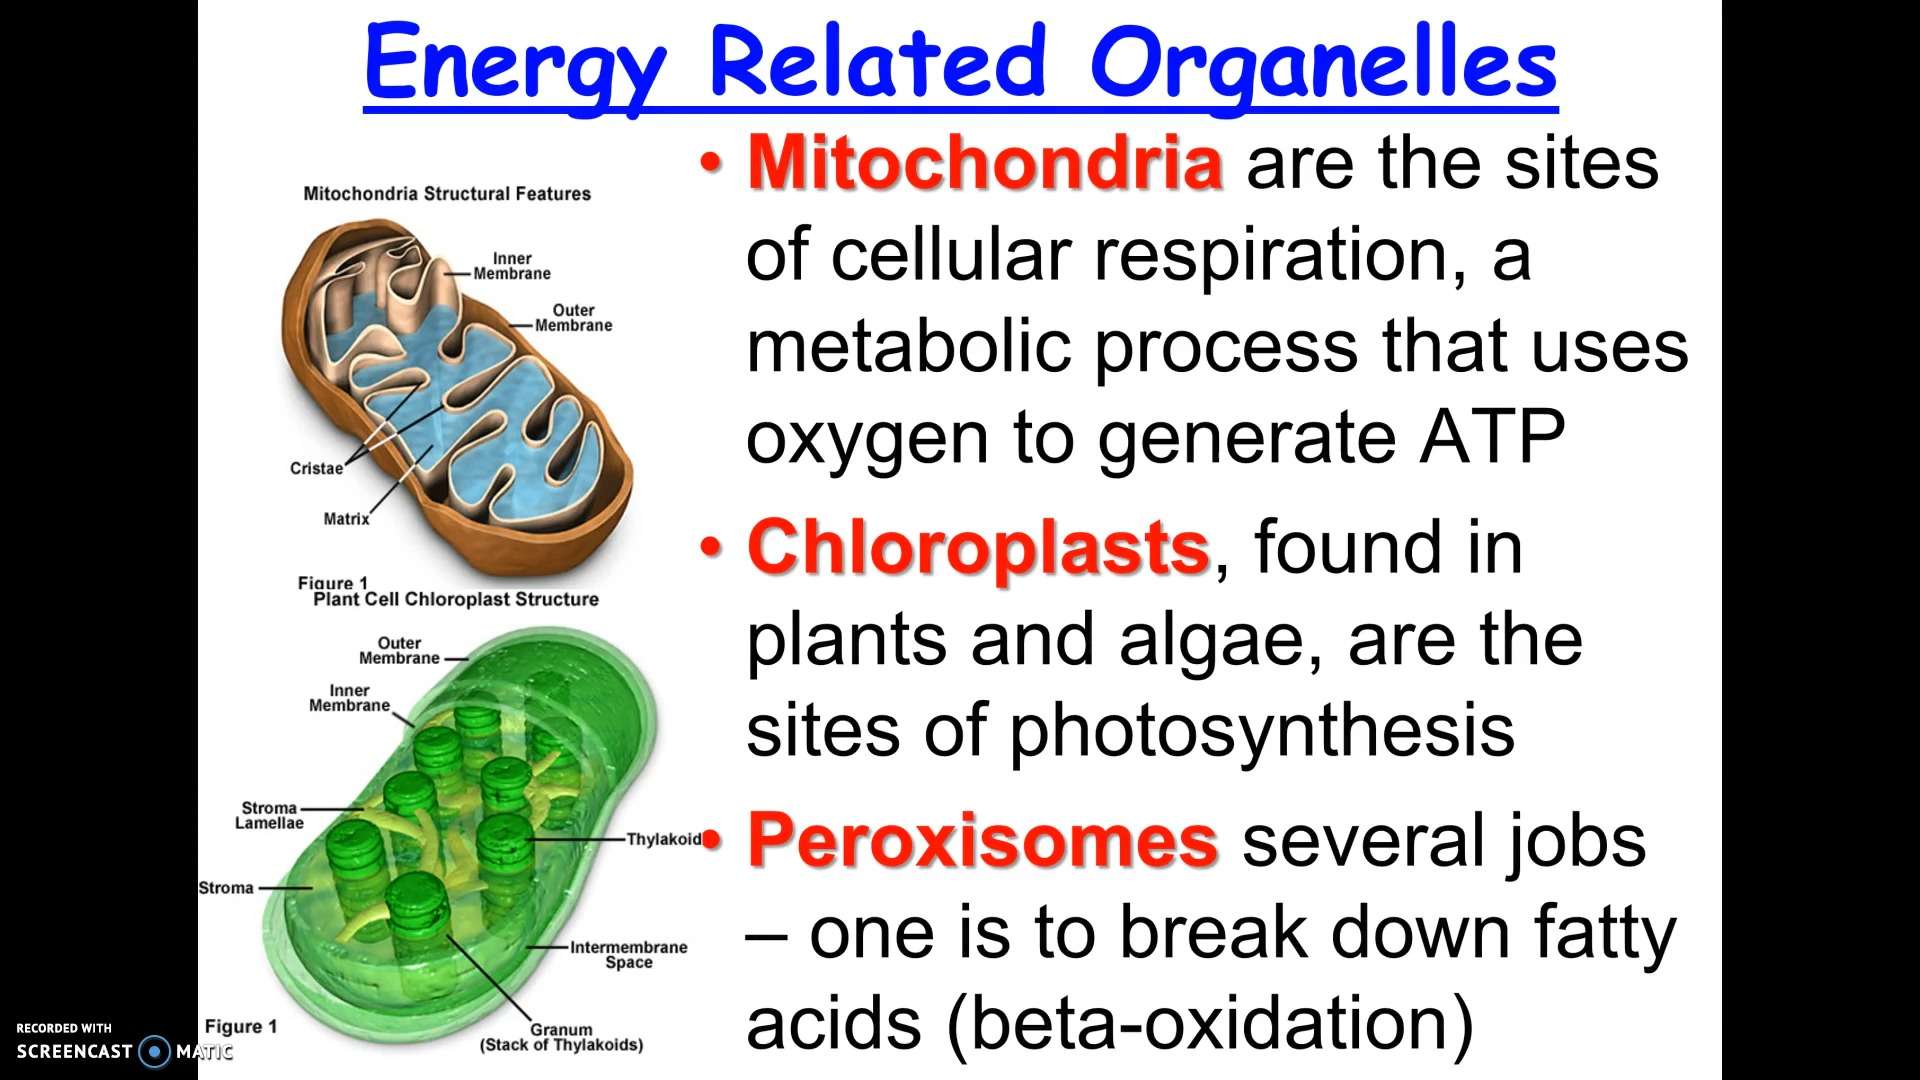 Energy Related Organelles
Mitochondria Structural Features
Inner
Membrane
Outer
Membrane
Cristae
Matrix
Figure 1
Plant Cell Chloroplast Structure
Outer
Membrane
Inner
Membrane
Stroma
Lamellae
Thylakoid
Stroma
Intermembrane
Space
Granum
(Stack of Thylakoids)
Figure 1
• Mitochondria are the sites
of cellular respiration, a
metabolic process that uses
oxygen to generate ATP
• Chloroplasts, found in
plants and algae, are the
sites of photosynthesis
• Peroxisomes several jobs
– one is to break down fatty
acids (beta-oxidation)
RECORDED WITH
SCREENCAST MATIC